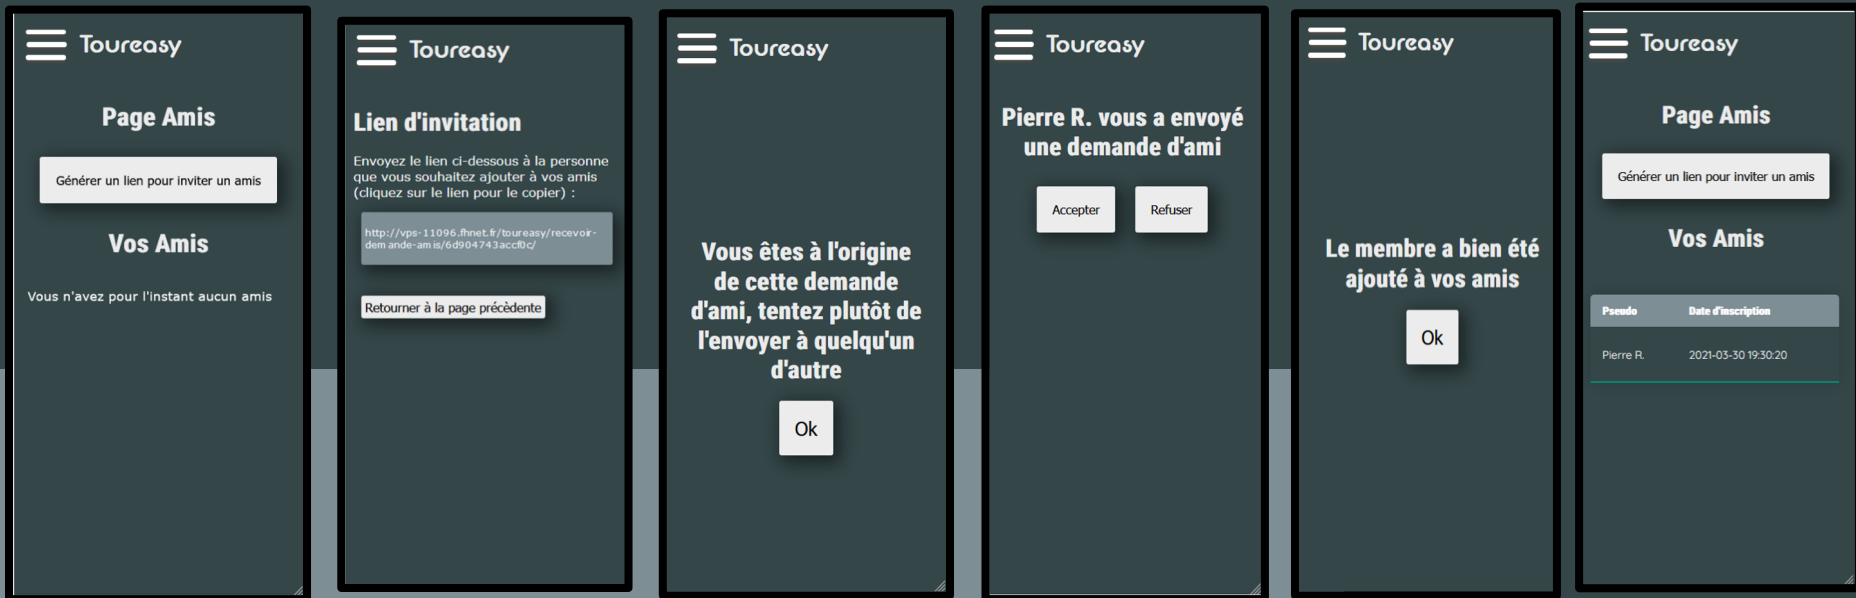 Toureasy
Page Amis
Générer un lien pour inviter un amis
Vos Amis
Vous n'avez pour l'instant aucun amis
Toureasy
Lien d'invitation
Envoyez le lien ci-dessous à la personne
que vous souhaitez ajouter à vos amis
(cliquez sur le lien pour le copier) :
http://vps-11096.fhnet.fr/toureasy/recevoir-
demande-amis/6d904743accf0c/
Retourner à la page précèdente
Toureasy
Vous êtes à l'origine
de cette demande
d'ami, tentez plutôt de
l'envoyer à quelqu'un
d'autre
Ok
Toureasy
Pierre R. vous a envoyé
une demande d'ami
Accepter
Refuser
Toureasy
Le membre a bien été
ajouté à vos amis
Ok
Toureasy
Page Amis
Générer un lien pour inviter un amis
Vos Amis
Pseudo Date d'inscription
Pierre R. 2021-03-30 19:30:20